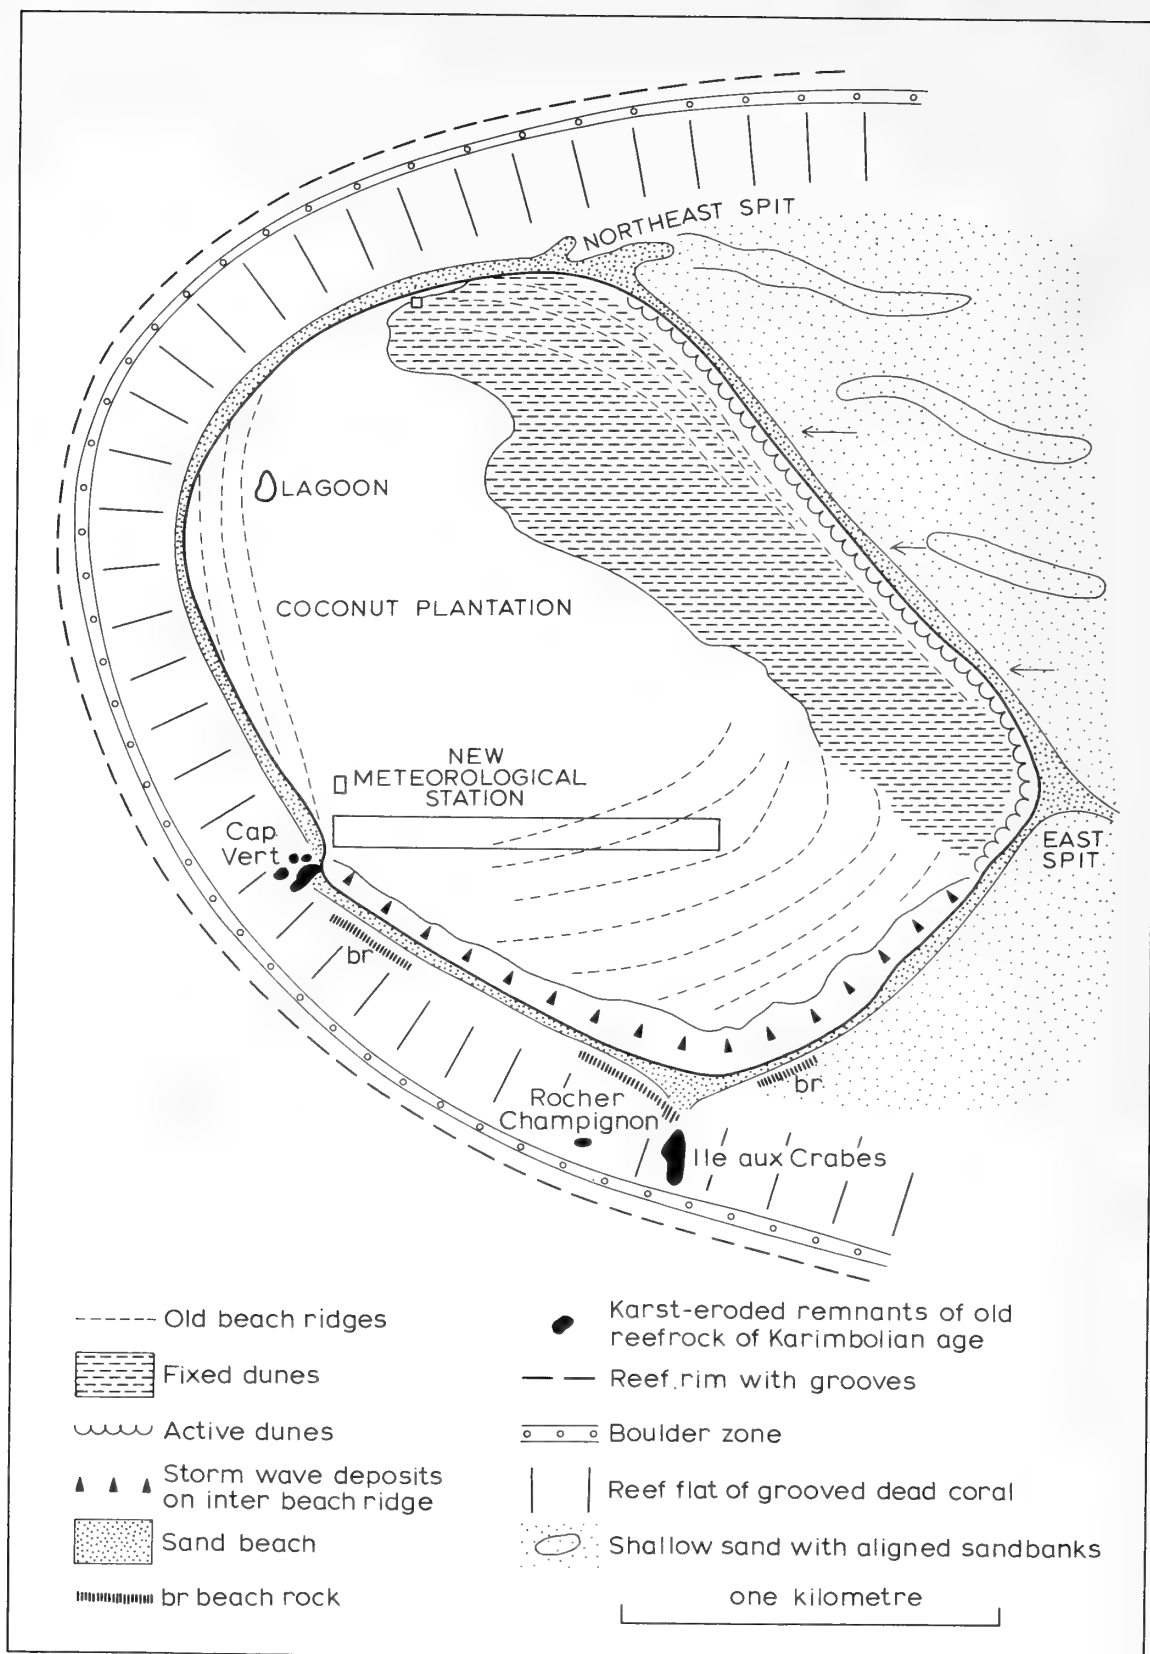 NORTHEAST SPIT
LAGOON
COCONUT PLANTATION
NEW
METEOROLOGICAL
STATION
Cap
Vert
EAST
SPIT
br
br
Rocher
Champignon
Ile aux Crabes
Old beach ridges
Fixed dunes
Active dunes
Storm wave deposits
on inter beach ridge
Sand beach
br beach rock
Karst-eroded remnants of old
reefrock of Karimbolian age
Reef rim with grooves
Boulder zone
Reef flat of grooved dead coral
Shallow sand with aligned sandbanks
one kilometre